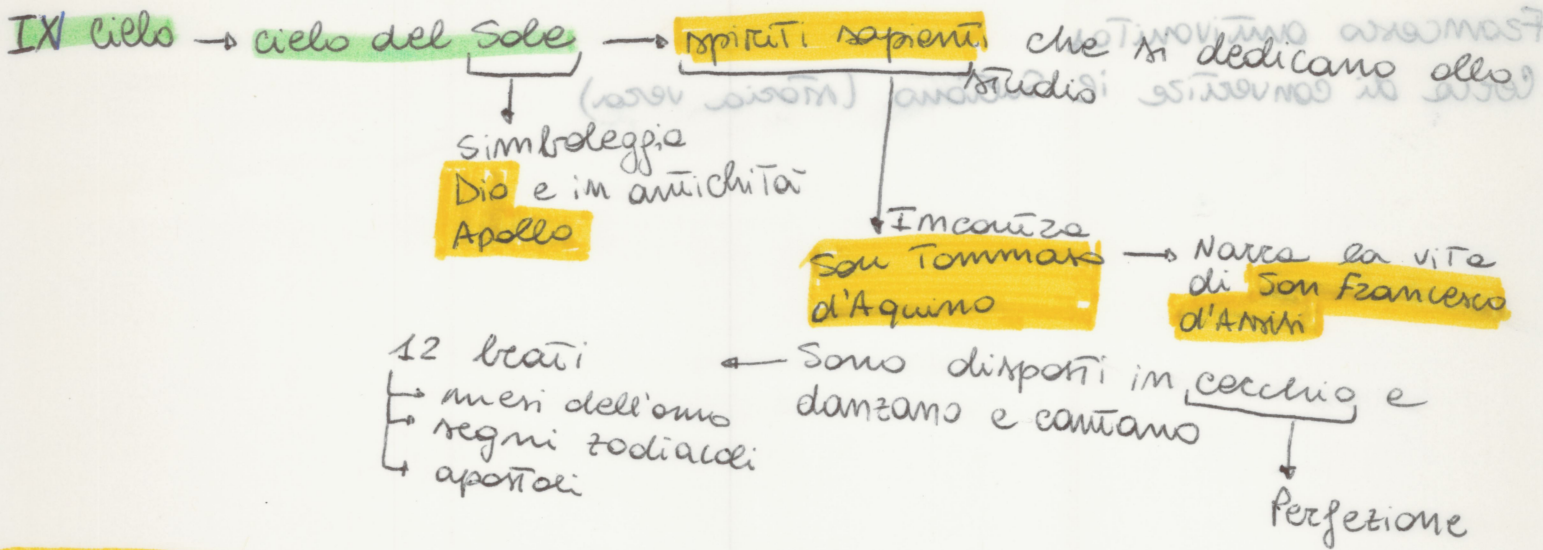 IX cielo → cielo del Sole → spiriti sapienti che si dedicano allo
studio
simboleggia
Dio e in antichità
Apollo
Incontra
San Tommaso
d'Aquino
→ Narra la vita
di San Francesco
d'Assisi
12 beati ← Sono disposti in cerchio e
danzano e cantano
mesi dell'anno
segni zodiacali
apostoli
Perfezione